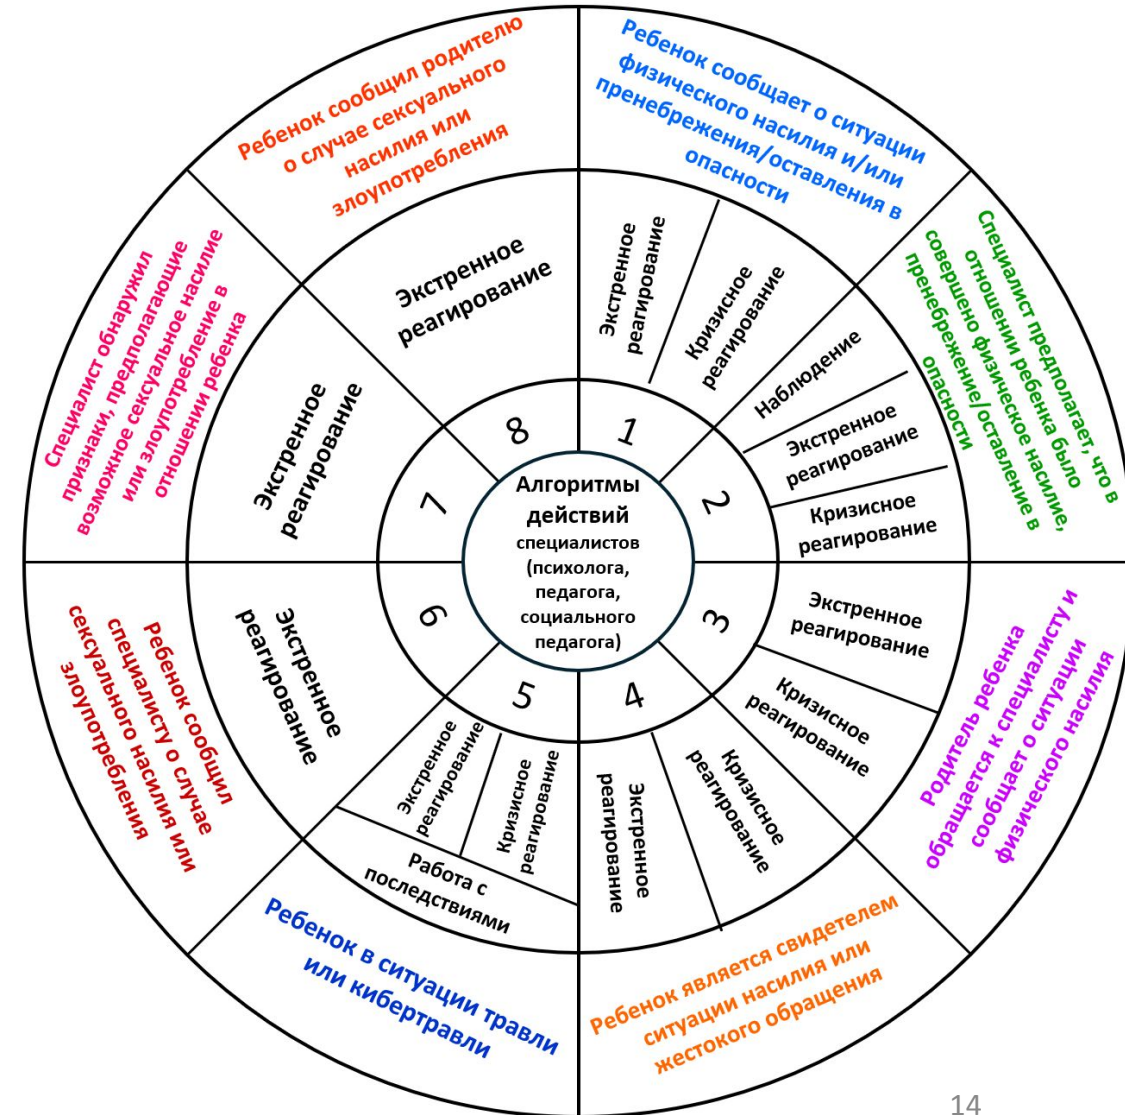 Алгоритмы
действий
специалистов
(психолога,
педагога,
социального
педагога)
1
Экстренное
реагирование
Кризисное
реагирование
Ребенок сообщает о ситуации
физического насилия и/или
пренебрежения/оставления в
опасности
2
Наблюдение
Экстренное
реагирование
Кризисное
реагирование
Специалист предполагает, что в
отношении ребенка было
совершено физическое насилие,
пренебрежение/оставление в
опасности
3
Экстренное
реагирование
Кризисное
реагирование
Родитель ребенка
обращается к специалисту и
сообщает о ситуации
физического насилия
4
Кризисное
реагирование
Экстренное
реагирование
Ребенок является свидетелем
ситуации насилия или
жестокого обращения
5
Экстренное
реагирование
Кризисное
реагирование
Работа с
последствиями
Ребенок в ситуации травли
или кибертравли
6
Экстренное
реагирование
Ребенок сообщил
специалисту о случае
сексуального насилия или
злоупотребления
7
Экстренное
реагирование
Специалист обнаружил
признаки, предполагающие
возможное сексуальное насилие
или злоупотребление в
отношении ребенка
8
Экстренное
реагирование
Ребенок сообщил родителю
о случае сексуального
насилия или
злоупотребления
14